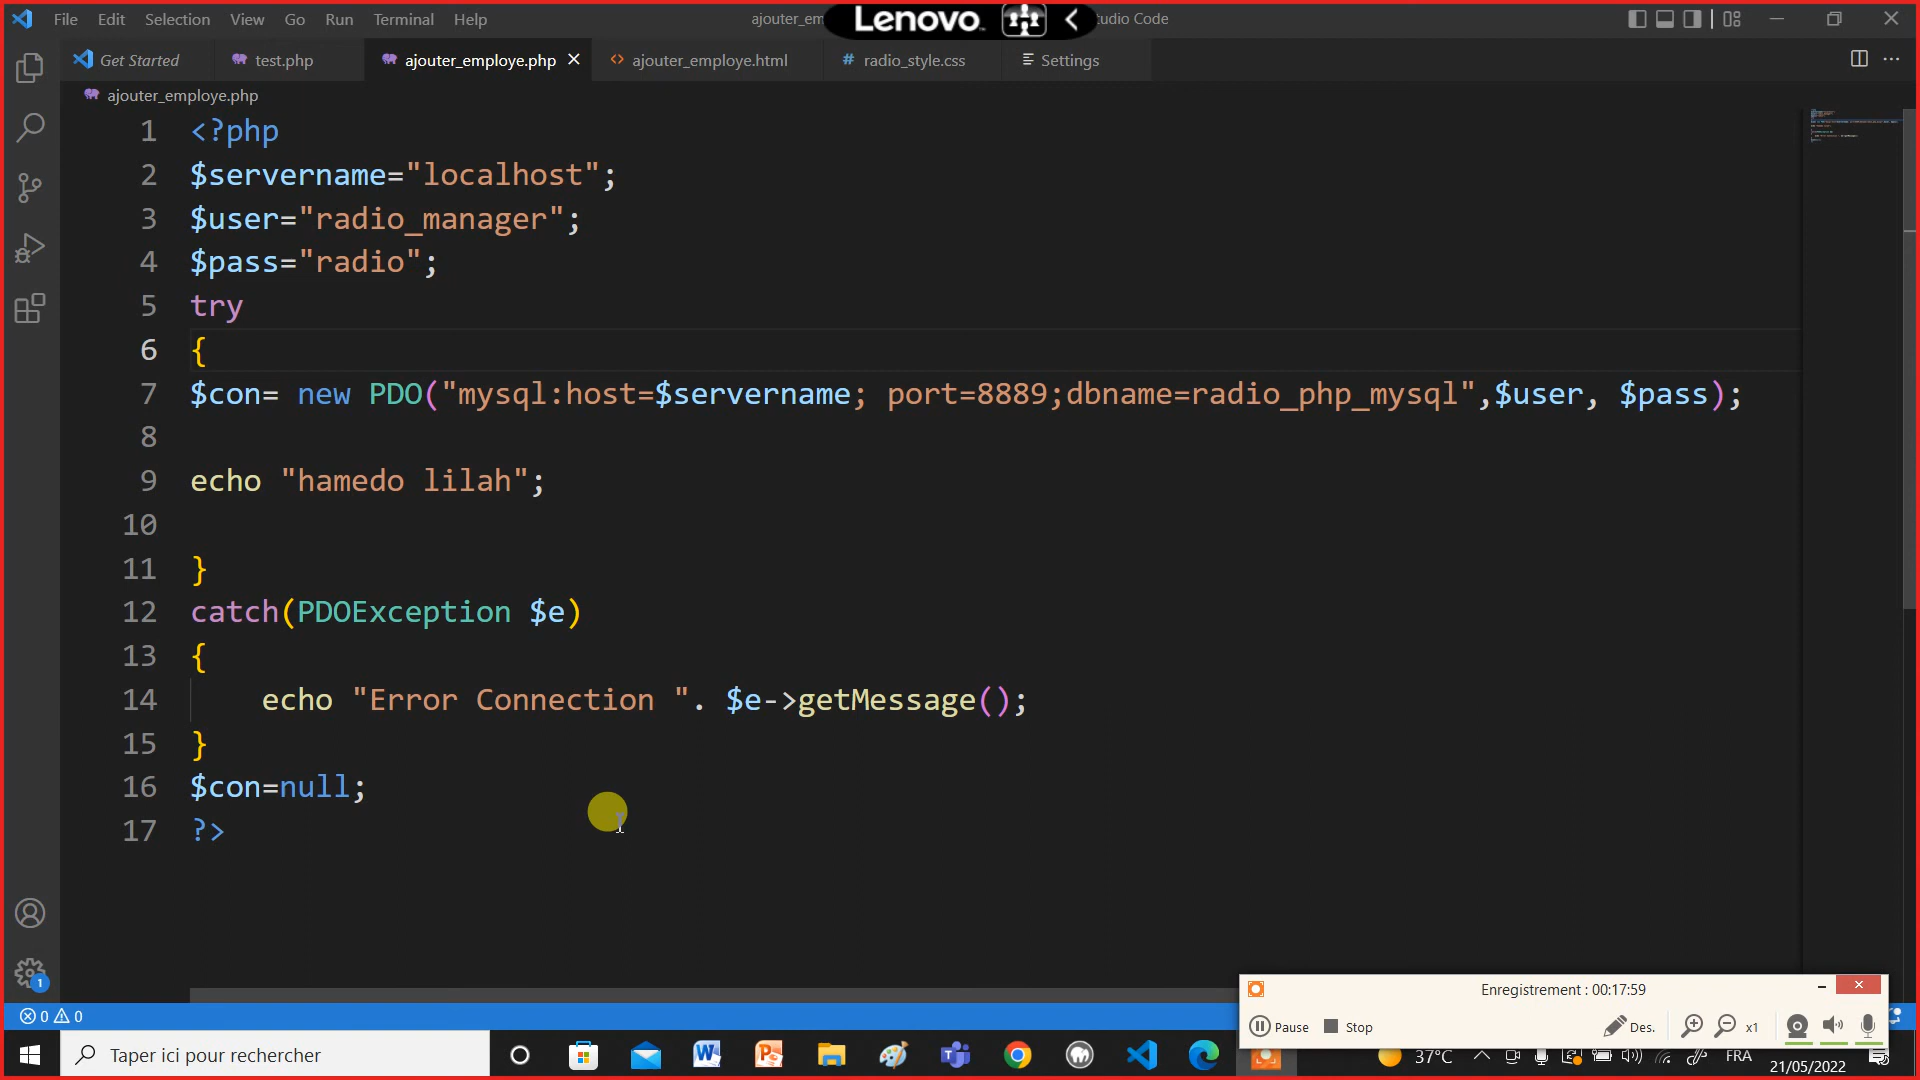 File Edit Selection View Go Run Terminal Help
ajouter_em
Lenovo
tudio Code
Get Started
test.php
ajouter_employe.php
ajouter_employe.html
# radio_style.css
Settings
ajouter_employe.php
1 <?php
2 $servername="localhost";
3 $user="radio_manager";
4 $pass="radio";
5 try
6 {
7 $con= new PDO("mysql:host=$servername; port=8889;dbname=radio_php_mysql",$user, $pass);
8
9 echo "hamedo lilah";
10
11 }
12 catch(PDOException $e)
13 {
14 echo "Error Connection ". $e->getMessage();
15 }
16 $con=null;
17 ?>
1
0 0
Enregistrement : 00:17:59
Pause Stop Des. x1
Taper ici pour rechercher
37°C FRA
21/05/2022